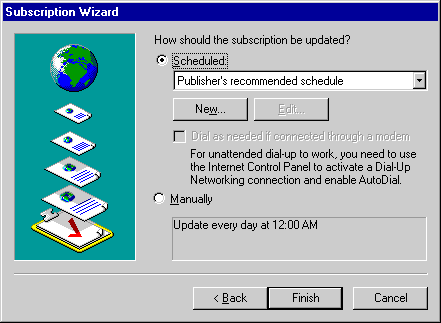 Subscription Wizard
How should the subscription be updated?
Scheduled:
Publisher's recommended schedule
New...
Edit...
Dial as needed if connected through a modem
For unattended dial-up to work, you need to use
the Internet Control Panel to activate a Dial-Up
Networking connection and enable AutoDial.
Manually
Update every day at 12:00 AM
< Back
Finish
Cancel